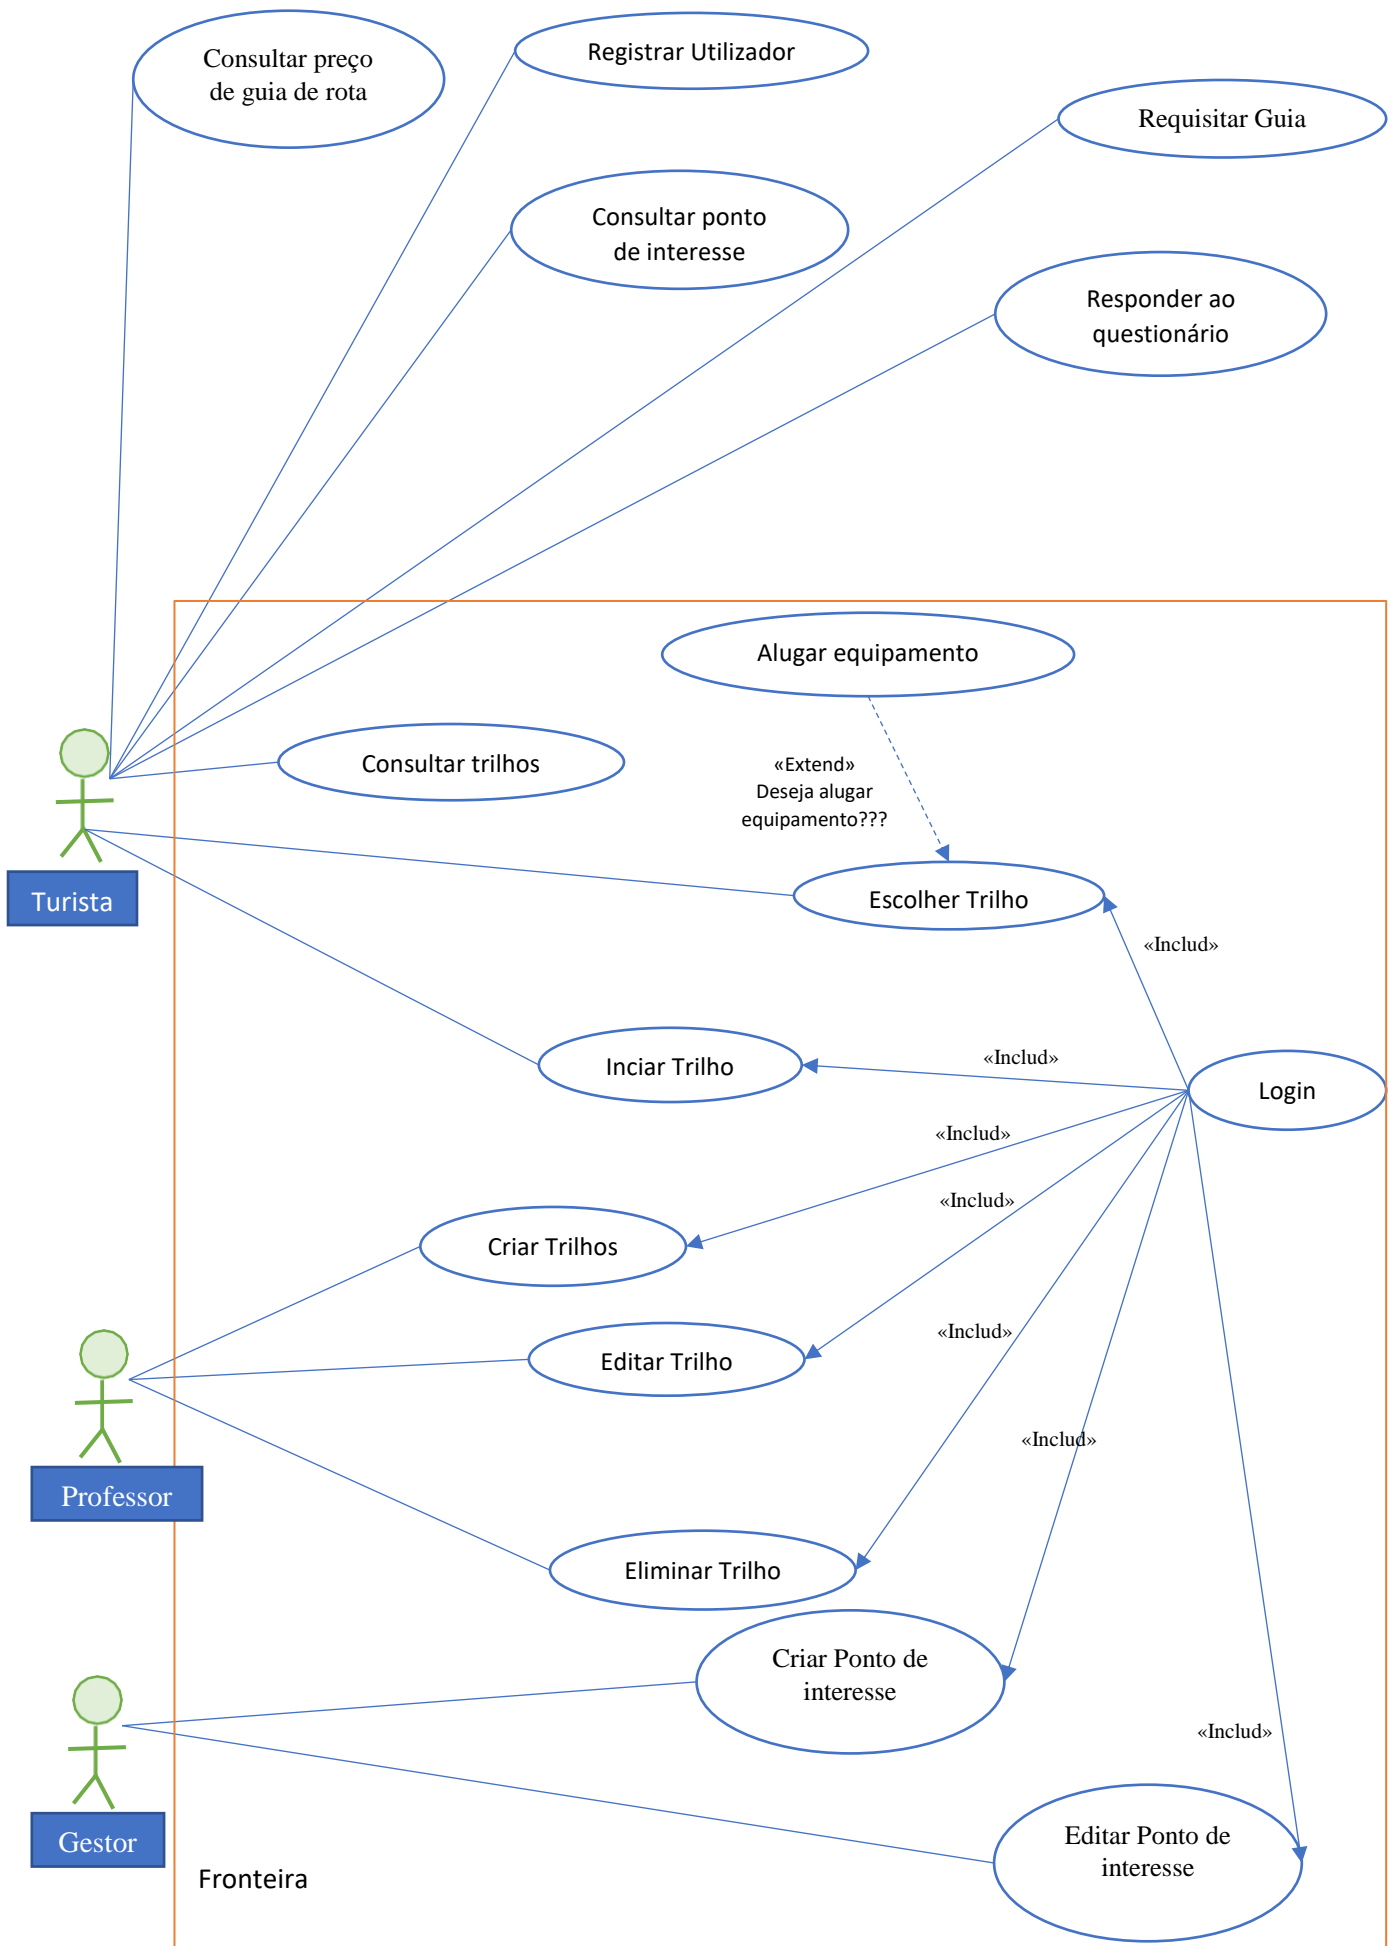 Consultar preço
de guia de rota
Registrar Utilizador
Requisitar Guia
Consultar ponto
de interesse
Responder ao
questionário
Alugar equipamento
Consultar trilhos
«Extend»
Deseja alugar
equipamento???
Turista
Escolher Trilho
«Includ»
Inciar Trilho
«Includ»
Login
«Includ»
«Includ»
Criar Trilhos
«Includ»
Editar Trilho
«Includ»
Professor
Eliminar Trilho
Criar Ponto de
interesse
«Includ»
Gestor
Editar Ponto de
interesse
Fronteira